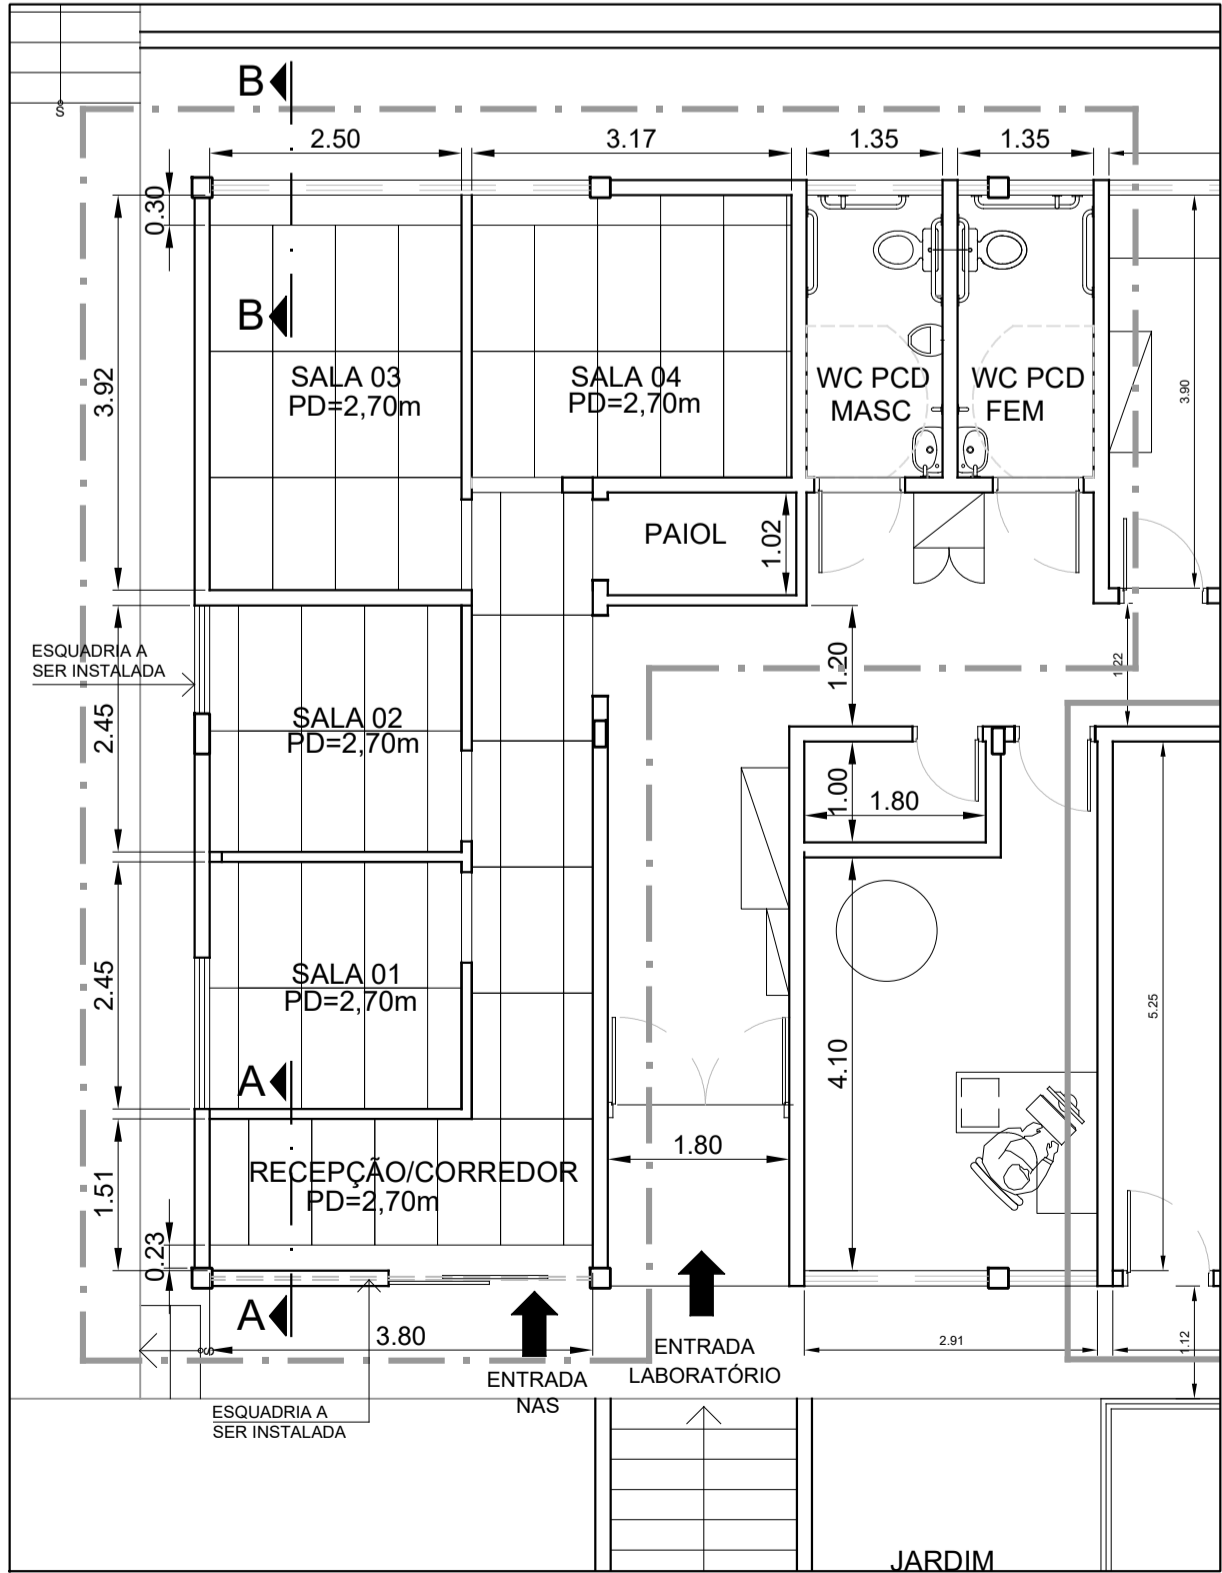 B
S
2.50
3.17
1.35
1.35
0.30
B
3.92
SALA 03
PD=2,70m
SALA 04
PD=2,70m
WC PCD
MASC
WC PCD
FEM
3.90
PAIOL
1.02
ESQUADRIA A
SER INSTALADA
1.20
1.22
2.45
SALA 02
PD=2,70m
1.00
1.80
2.45
SALA 01
PD=2,70m
5.25
4.10
A
1.80
1.51
RECEPÇÃO/CORREDOR
PD=2,70m
0.23
A
3.80
2.91
1.12
S
ENTRADA
NAS
ENTRADA
LABORATÓRIO
ESQUADRIA A
SER INSTALADA
JARDIM